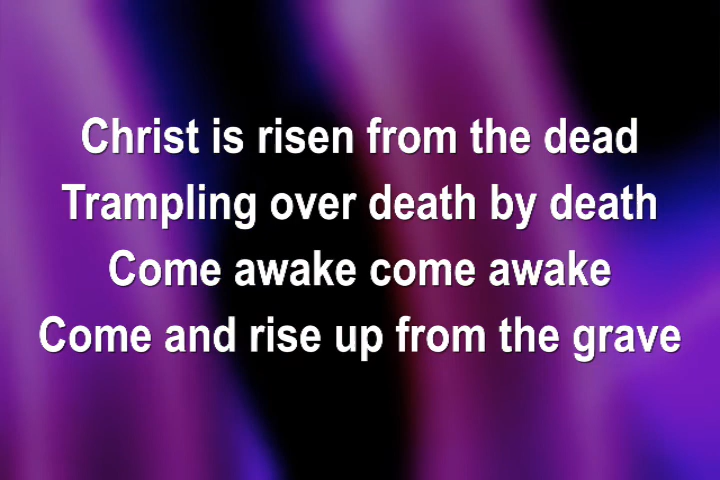 Christ is risen from the dead
Trampling over death by death
Come awake come awake
Come and rise up from the grave